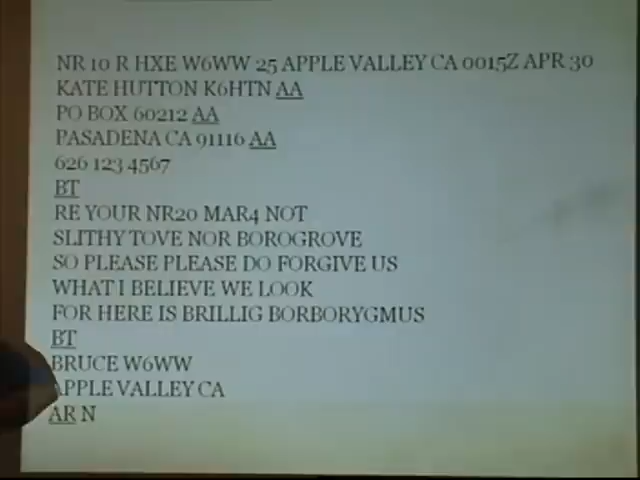 NR 10 R HXE W6WW 25 APPLE VALLEY CA 0015Z APR 30
KATE HUTTON K6HTN AA
PO BOX 60212 AA
PASADENA CA 91116 AA
626 123 4567
BT
RE YOUR NR20 MAR4 NOT
SLITHY TOVE NOR BOROGROVE
SO PLEASE PLEASE DO FORGIVE US
WHAT I BELIEVE WE LOOK
FOR HERE IS BRILLIG BORBORYGMUS
BT
BRUCE W6WW
APPLE VALLEY CA
AR N